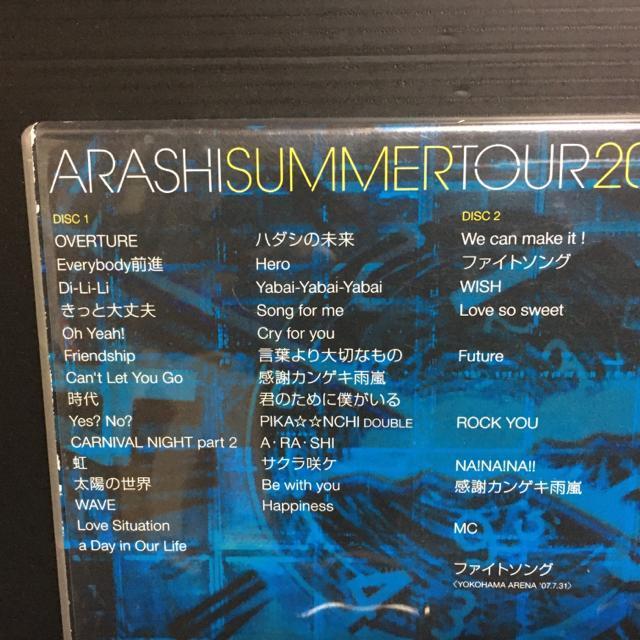 ARASHISUMMERTOUR20
DISC 1
OVERTURE
Everybody前進
Di-Li-Li
きっと大丈夫
Oh Yeah!
Friendship
Can't Let You Go
時代
Yes? No?
CARNIVAL NIGHT part 2
虹
太陽の世界
WAVE
Love Situation
a Day in Our Life
ハダシの未来
Hero
Yabai-Yabai-Yabai
Song for me
Cry for you
言葉より大切なもの
感謝カンゲキ雨嵐
君のために僕がいる
PIKA☆☆NCHI DOUBLE
A・RA・SHI
サクラ咲ケ
Be with you
Happiness
DISC 2
We can make it !
ファイトソング
WISH
Love so sweet
Future
ROCK YOU
NA!NA!NA!!
感謝カンゲキ雨嵐
MC
ファイトソング
〈YOKOHAMA ARENA '07.7.31〉